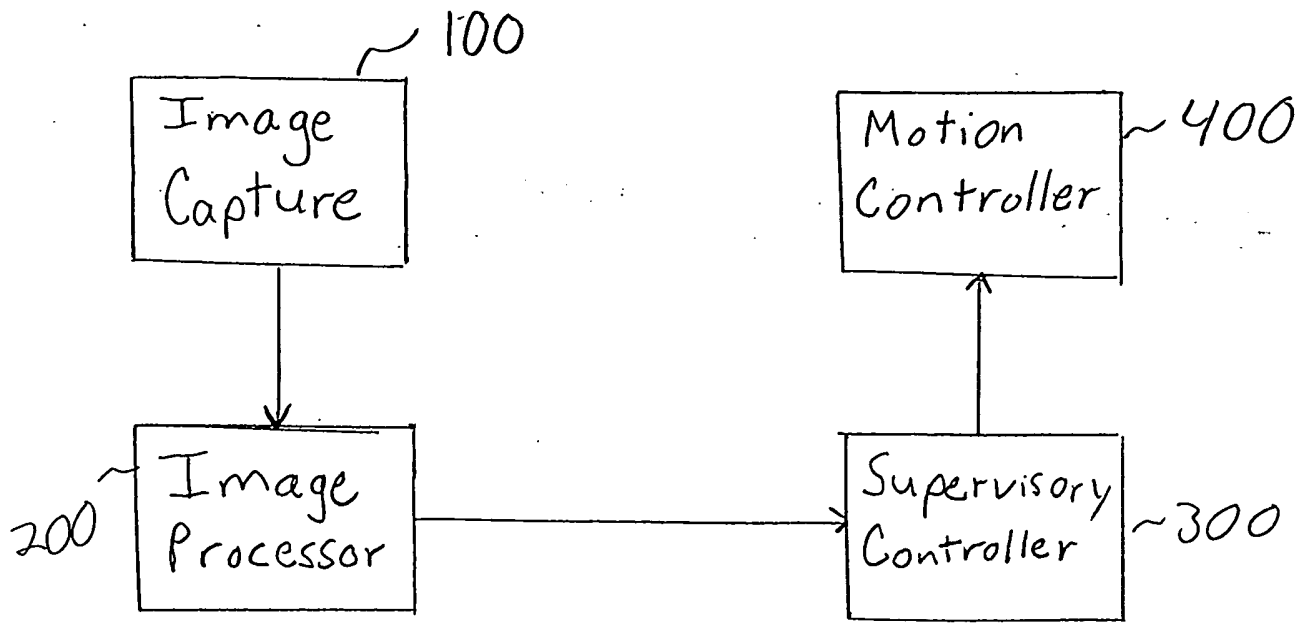 100
Image
Capture
Motion
Controller
400
200
Image
Processor
Supervisory
Controller
300